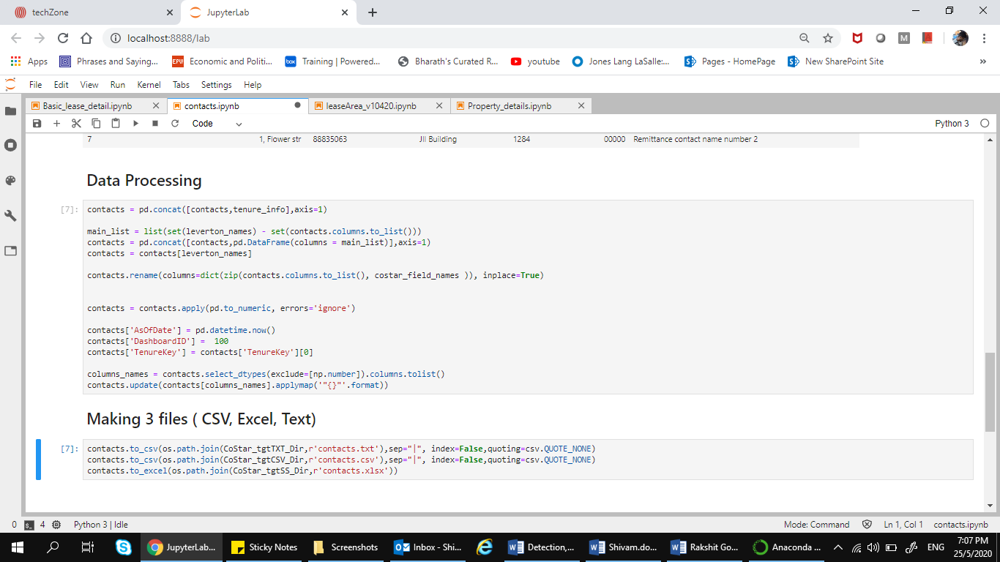 techZone
JupyterLab
localhost:8888/lab
Apps
Phrases and Saying...
EPW Economic and Politi...
box Training | Powered...
Bharath's Curated R...
youtube
Jones Lang LaSalle:...
Pages - HomePage
New SharePoint Site
»
File Edit View Run Kernel Tabs Settings Help
Basic_lease_detail.ipynb
contacts.ipynb
leaseArea_v10420.ipynb
Property_details.ipynb
Code
Python 3
7 1, Flower str 88835063 JII Building 1284 00000 Remittance contact name number 2
Data Processing
[7]: contacts = pd.concat([contacts,tenure_info],axis=1)
main_list = list(set(leverton_names) - set(contacts.columns.to_list()))
contacts = pd.concat([contacts,pd.DataFrame(columns = main_list)],axis=1)
contacts = contacts[leverton_names]
contacts.rename(columns=dict(zip(contacts.columns.to_list(), costar_field_names )), inplace=True)
contacts = contacts.apply(pd.to_numeric, errors='ignore')
contacts['AsOfDate'] = pd.datetime.now()
contacts['DashboardID'] =  100
contacts['TenureKey'] = contacts['TenureKey'][0]
columns_names = contacts.select_dtypes(exclude=[np.number]).columns.tolist()
contacts.update(contacts[columns_names].applymap('"{}"'.format))
Making 3 files ( CSV, Excel, Text)
[7]: contacts.to_csv(os.path.join(CoStar_tgtTXT_Dir,r'contacts.txt'),sep="|", index=False,quoting=csv.QUOTE_NONE)
contacts.to_csv(os.path.join(CoStar_tgtCSV_Dir,r'contacts.csv'),sep="|", index=False,quoting=csv.QUOTE_NONE)
contacts.to_excel(os.path.join(CoStar_tgtSS_Dir,r'contacts.xlsx'))
0 4 Python 3 | Idle Mode: Command Ln 1, Col 1 contacts.ipynb
JupyterLab...
Sticky Notes
Screenshots
Inbox - Shi...
Detection,...
Shivam.do...
Rakshit Go...
Anaconda ...
ENG
7:07 PM
25/5/2020